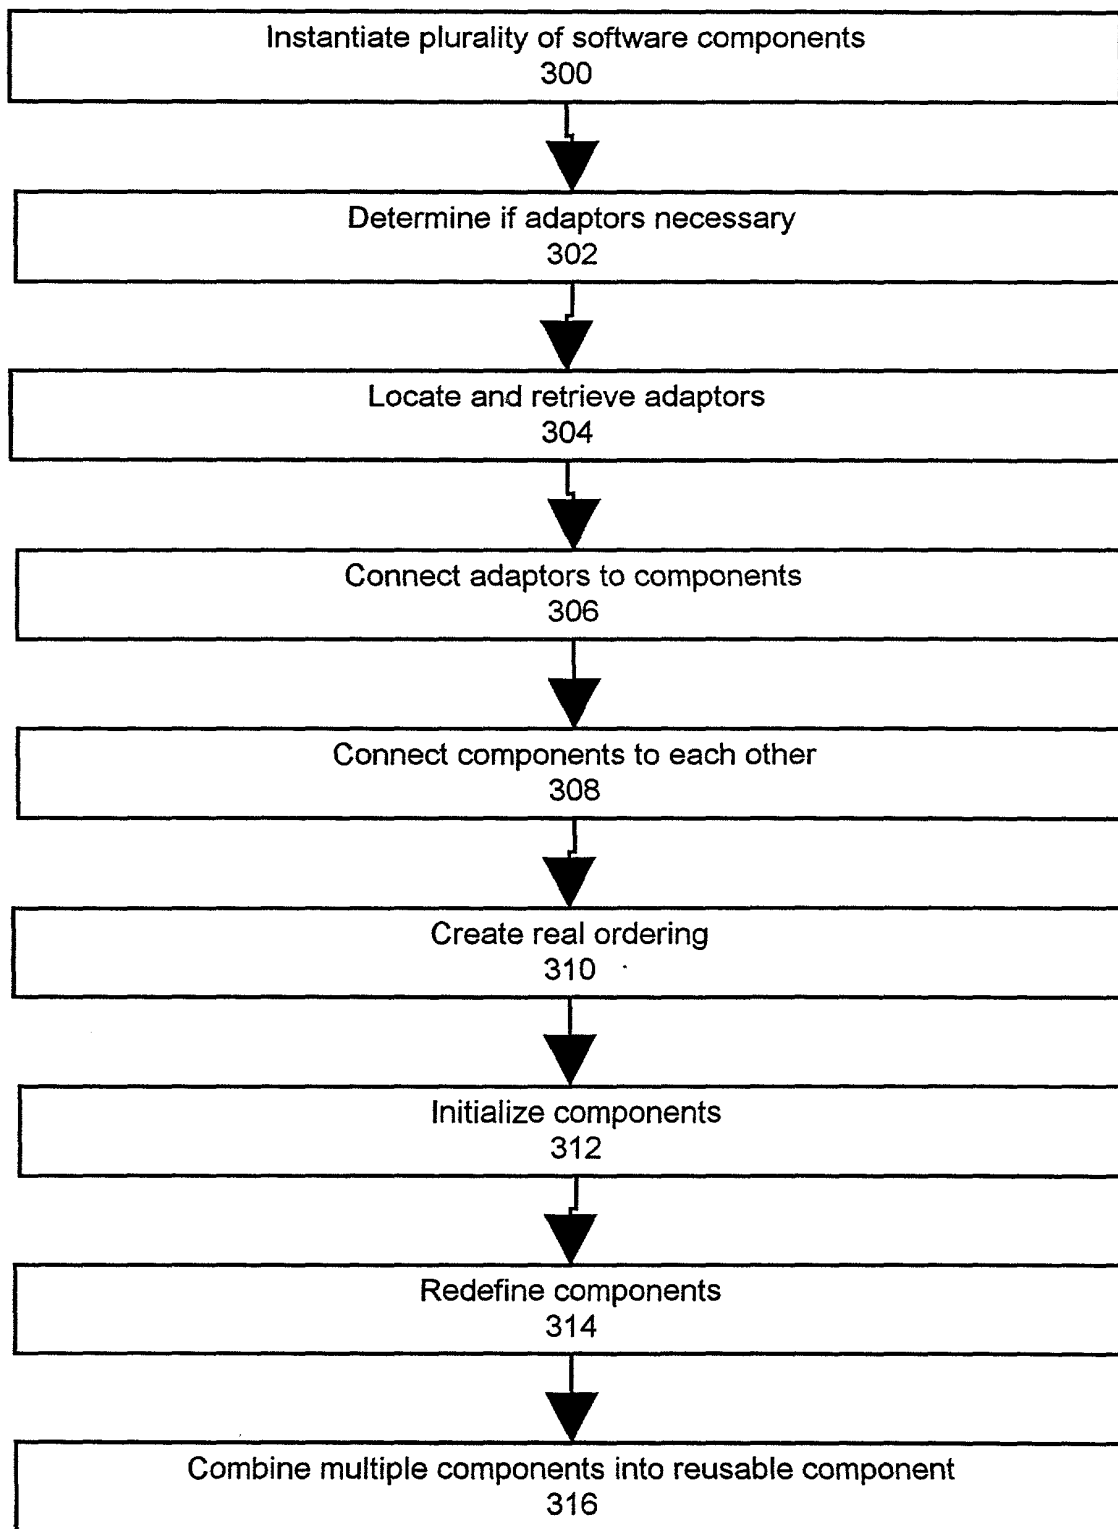 Instantiate plurality of software components
300
Determine if adaptors necessary
302
Locate and retrieve adaptors
304
Connect adaptors to components
306
Connect components to each other
308
Create real ordering
310
Initialize components
312
Redefine components
314
Combine multiple components into reusable component
316